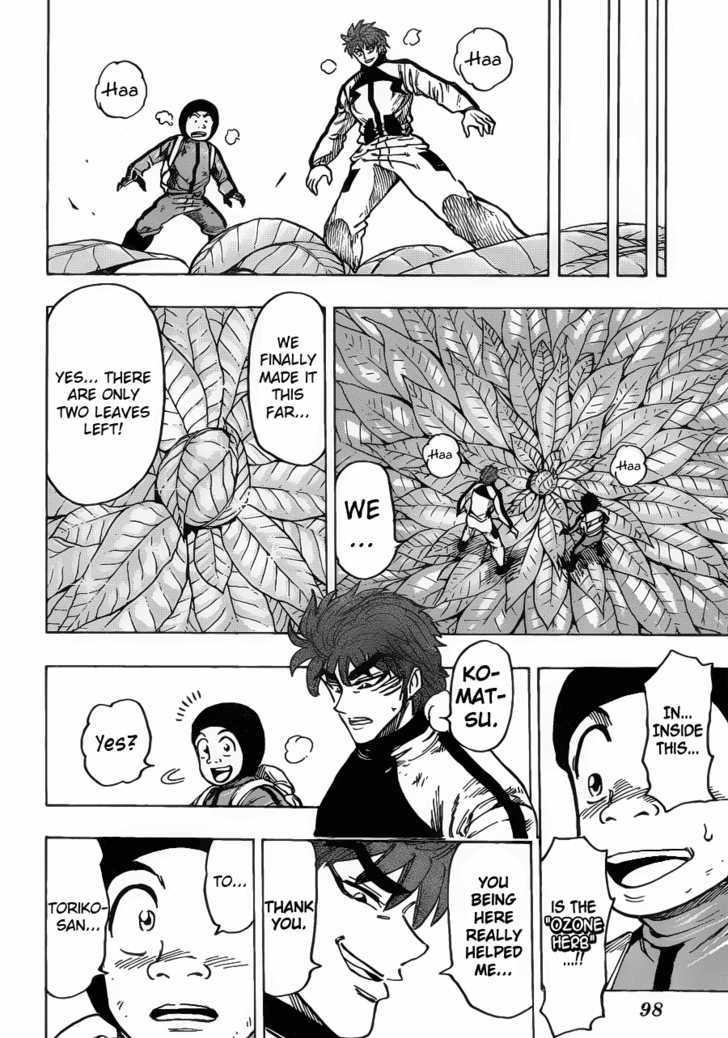 Haa
Haa
Haa
Haa
WE
...
WE
FINALLY
MADE IT
THIS
FAR...
YES... THERE
ARE ONLY
TWO LEAVES
LEFT!
IN...
INSIDE
THIS...
IS THE
"OZONE
HERB"
...!!
KO-
MAT-
SU.
Yes?
YOU
BEING
HERE
REALLY
HELPED
ME...
THANK
YOU.
TO...
TORIKO-
SAN...
98